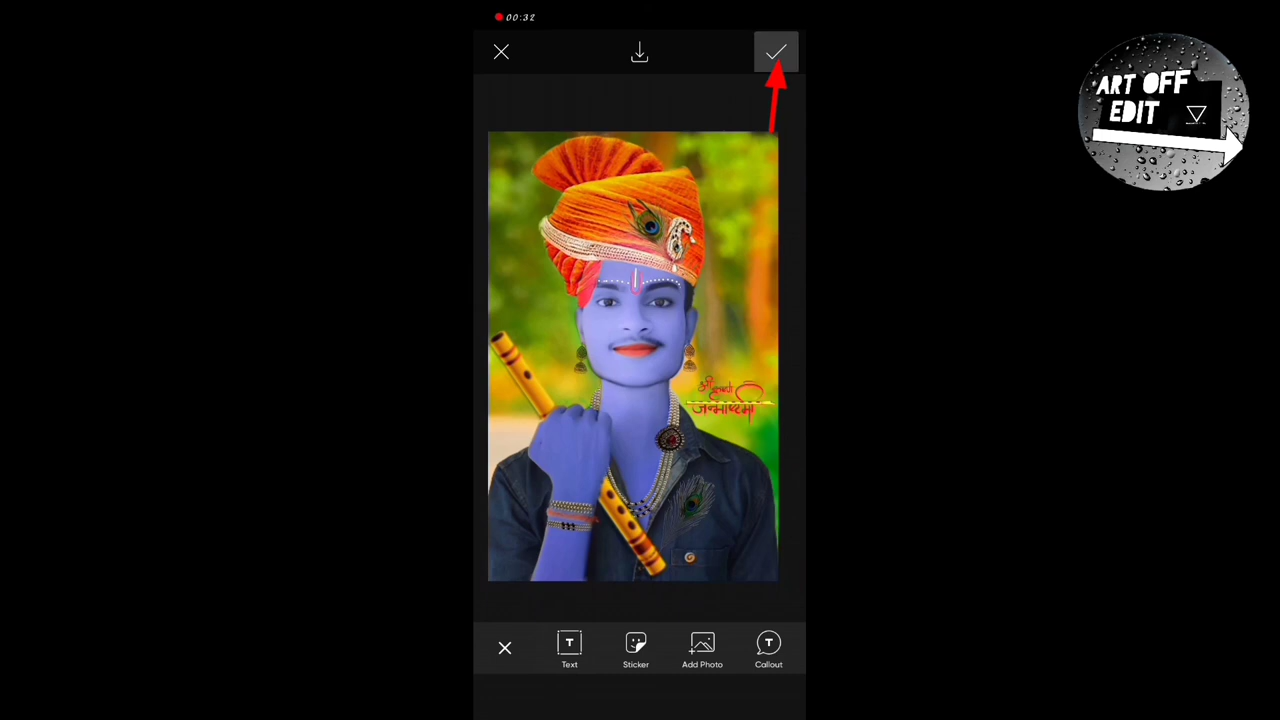 00:32
ART OFF
EDIT
श्री कृष्ण
जन्माष्टमी
T
T
Text
Sticker
Add Photo
Callout